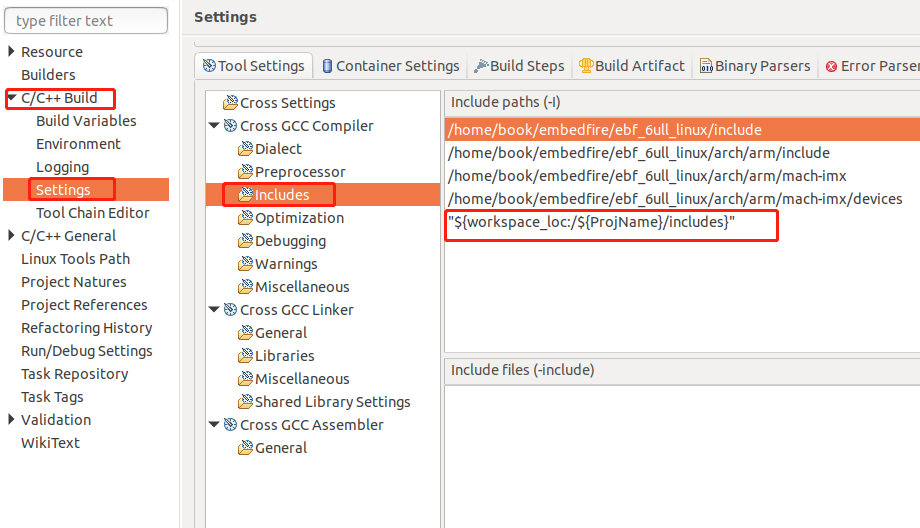 type filter text
Resource
Builders
C/C++ Build
Build Variables
Environment
Logging
Settings
Tool Chain Editor
C/C++ General
Linux Tools Path
Project Natures
Project References
Refactoring History
Run/Debug Settings
Task Repository
Task Tags
Validation
WikiText
Settings
Tool Settings Container Settings Build Steps Build Artifact Binary Parsers Error Parser
Cross Settings
Cross GCC Compiler
Dialect
Preprocessor
Includes
Optimization
Debugging
Warnings
Miscellaneous
Cross GCC Linker
General
Libraries
Miscellaneous
Shared Library Settings
Cross GCC Assembler
General
Include paths (-I)
/home/book/embedfire/ebf_6ull_linux/include
/home/book/embedfire/ebf_6ull_linux/arch/arm/include
/home/book/embedfire/ebf_6ull_linux/arch/arm/mach-imx
/home/book/embedfire/ebf_6ull_linux/arch/arm/mach-imx/devices
"${workspace_loc:/${ProjName}/includes}"
Include files (-include)